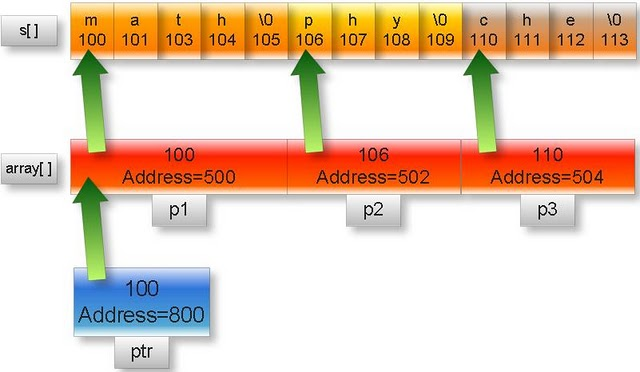 s[ ]
m a t h \0 p h y \0 c h e \0
100 101 103 104 105 106 107 108 109 110 111 112 113
array[ ]
100 106 110
Address=500 Address=502 Address=504
p1 p2 p3
100
Address=800
ptr